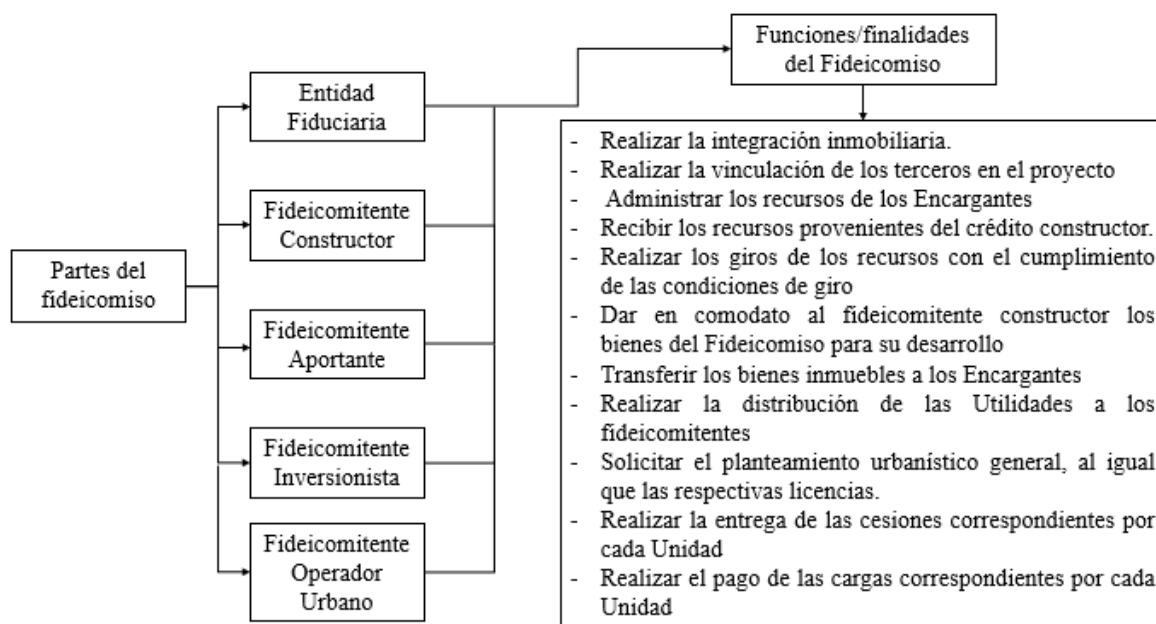 Partes del
fideicomiso
Entidad
Fiduciaria
Fideicomitente
Constructor
Fideicomitente
Aportante
Fideicomitente
Inversionista
Fideicomitente
Operador
Urbano
Funciones/finalidades
del Fideicomiso
- Realizar la integración inmobiliaria.
- Realizar la vinculación de los terceros en el proyecto
- Administrar los recursos de los Encargantes
- Recibir los recursos provenientes del crédito constructor.
- Realizar los giros de los recursos con el cumplimiento
de las condiciones de giro
- Dar en comodato al fideicomitente constructor los
bienes del Fideicomiso para su desarrollo
- Transferir los bienes inmuebles a los Encargantes
- Realizar la distribución de las Utilidades a los
fideicomitentes
- Solicitar el planteamiento urbanístico general, al igual
que las respectivas licencias.
- Realizar la entrega de las cesiones correspondientes por
cada Unidad
- Realizar el pago de las cargas correspondientes por cada
Unidad